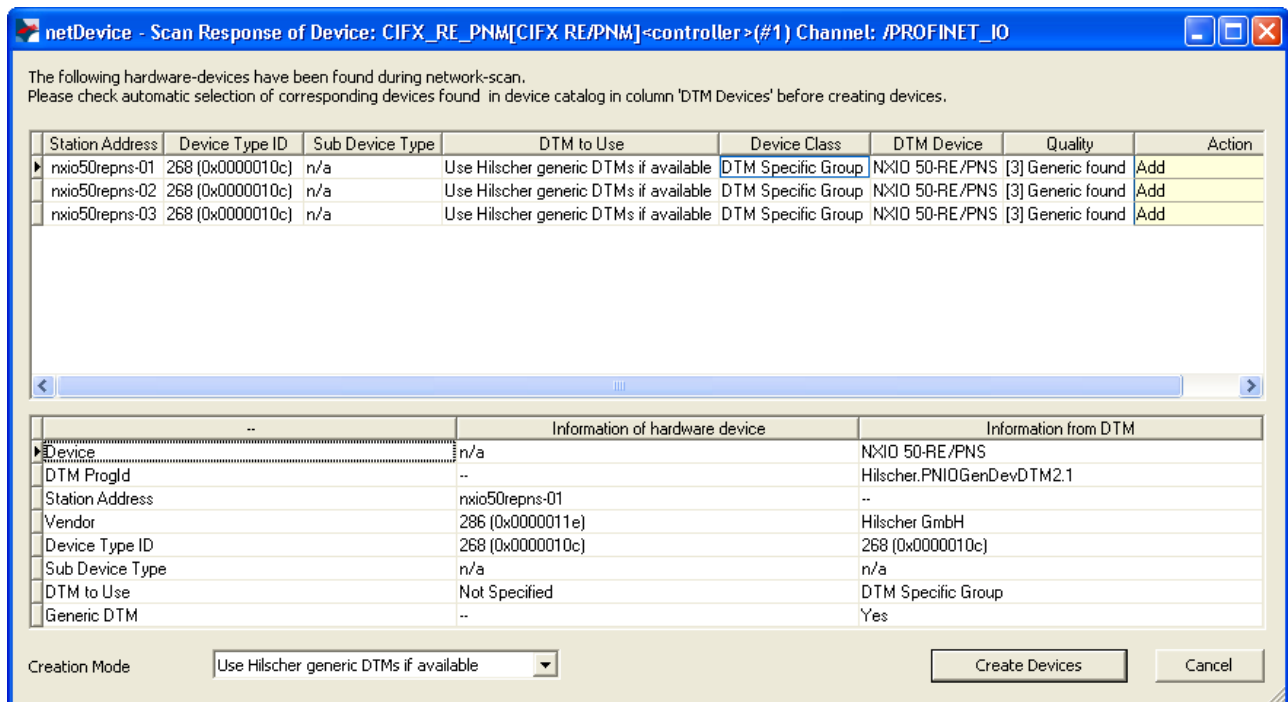 netDevice - Scan Response of Device: CIFX_RE_PNM[CIFX RE/PNM]<controller>(#1) Channel: /PROFINET_IO
The following hardware-devices have been found during network-scan.
Please check automatic selection of corresponding devices found in device catalog in column 'DTM Devices' before creating devices.
Station Address Device Type ID Sub Device Type DTM to Use Device Class DTM Device Quality Action
nxio50repns-01 268 (0x0000010c) n/a Use Hilscher generic DTMs if available DTM Specific Group NXIO 50-RE/PNS [3] Generic found Add
nxio50repns-02 268 (0x0000010c) n/a Use Hilscher generic DTMs if available DTM Specific Group NXIO 50-RE/PNS [3] Generic found Add
nxio50repns-03 268 (0x0000010c) n/a Use Hilscher generic DTMs if available DTM Specific Group NXIO 50-RE/PNS [3] Generic found Add
-- Information of hardware device Information from DTM
Device n/a NXIO 50-RE/PNS
DTM ProgId -- Hilscher.PNIOGenDevDTM2.1
Station Address nxio50repns-01 --
Vendor 286 (0x0000011e) Hilscher GmbH
Device Type ID 268 (0x0000010c) 268 (0x0000010c)
Sub Device Type n/a n/a
DTM to Use Not Specified DTM Specific Group
Generic DTM -- Yes
Creation Mode Use Hilscher generic DTMs if available Create Devices Cancel